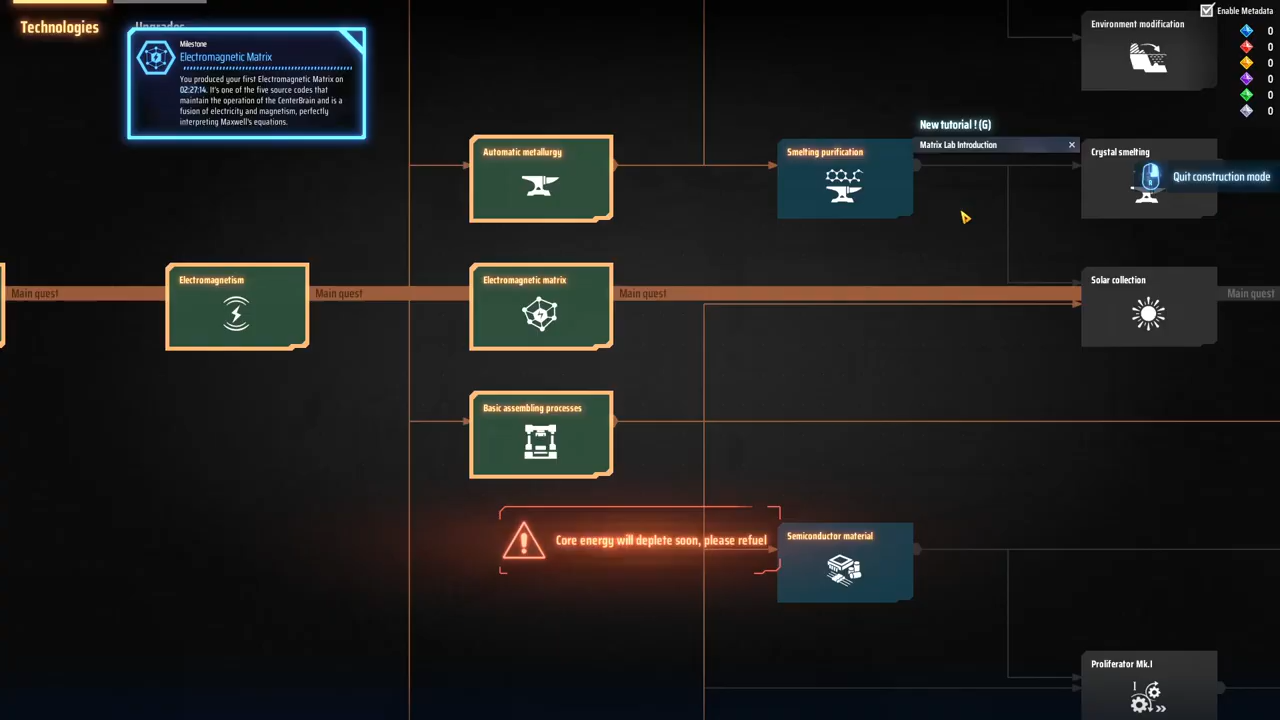 Technologies
Upgrades
Enable Metadata
0
0
0
0
0
0
Milestone
Electromagnetic Matrix
You produced your first Electromagnetic Matrix on
02:27:14. It's one of the five source codes that
maintain the operation of the CenterBrain and is a
fusion of electricity and magnetism, perfectly
interpreting Maxwell's equations.
Environment modification
New tutorial ! (G)
Matrix Lab Introduction
Automatic metallurgy
Smelting purification
Crystal smelting
Quit construction mode
Electromagnetism
Electromagnetic matrix
Solar collection
Main quest
Main quest
Main quest
Main quest
Basic assembling processes
Core energy will deplete soon, please refuel
Semiconductor material
Proliferator Mk.I